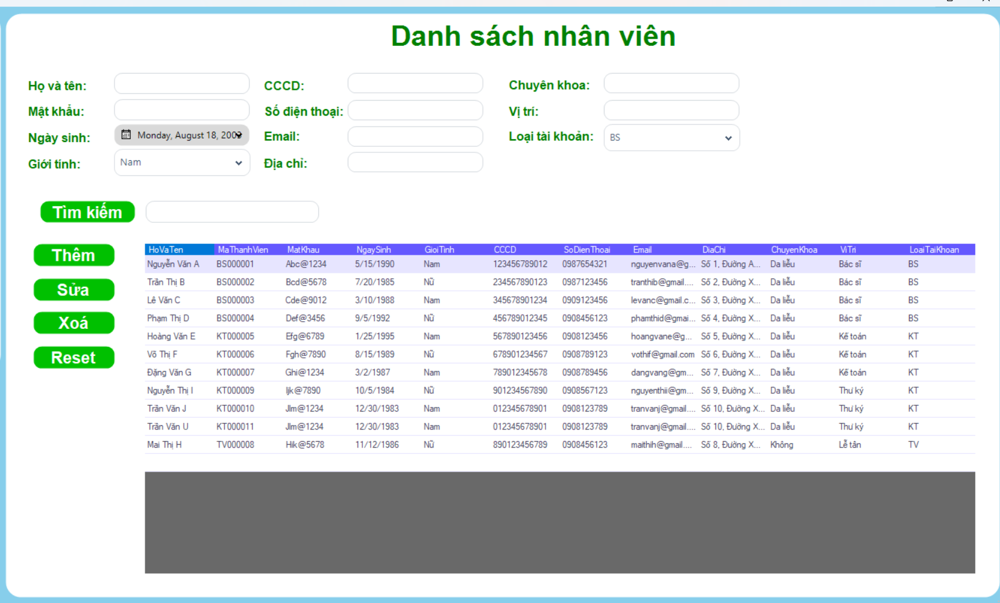 Danh sách nhân viên
Họ và tên: CCCD: Chuyên khoa:
Mật khẩu: Số điện thoại: Vị trí:
Ngày sinh: Monday, August 18, 2003 Email: Loại tài khoản: BS
Giới tính: Nam Địa chỉ:
Tìm kiếm
Thêm
Sửa
Xoá
Reset
HoVaTen MaThanhVien MatKhau NgaySinh GioiTinh CCCD SoDienThoai Email DiaChi ChuyenKhoa ViTri LoaiTaiKhoan
Nguyễn Văn A BS000001 Abc@1234 5/15/1990 Nam 123456789012 0987654321 nguyenvana@g... Số 1, Đường A... Da liễu Bác sĩ BS
Trần Thị B BS000002 Bcd@5678 7/20/1985 Nữ 234567890123 0987123456 tranthib@gmail.... Số 2, Đường X... Da liễu Bác sĩ BS
Lê Văn C BS000003 Cde@9012 3/10/1988 Nam 345678901234 0909123456 levanc@gmail.c... Số 3, Đường X... Da liễu Bác sĩ BS
Phạm Thị D BS000004 Def@3456 9/5/1992 Nữ 456789012345 0908456123 phamthid@gmai... Số 4, Đường X... Da liễu Bác sĩ BS
Hoàng Văn E KT000005 Efg@6789 1/25/1995 Nam 567890123456 0908123456 hoangvane@g... Số 5, Đường X... Da liễu Kế toán KT
Võ Thị F KT000006 Fgh@7890 8/15/1989 Nữ 678901234567 0908789123 vothif@gmail.com Số 6, Đường X... Da liễu Kế toán KT
Đặng Văn G KT000007 Ghi@1234 3/2/1987 Nam 789012345678 0908789456 dangvang@gm... Số 7, Đường X... Da liễu Kế toán KT
Nguyễn Thị I KT000009 Ijk@7890 10/5/1984 Nữ 901234567890 0908567123 nguyenthii@gm... Số 9, Đường X... Da liễu Thư ký KT
Trần Văn J KT000010 Jlm@1234 12/30/1983 Nam 012345678901 0908123789 tranvanj@gmail.... Số 10, Đường X... Da liễu Thư ký KT
Trần Văn U KT000011 Jlm@1234 12/30/1983 Nam 012345678901 0908123789 tranvanj@gmail.... Số 10, Đường X... Da liễu Thư ký KT
Mai Thị H TV000008 Hik@5678 11/12/1986 Nữ 890123456789 0908456123 maithih@gmail.... Số 8, Đường X... Không Lễ tân TV